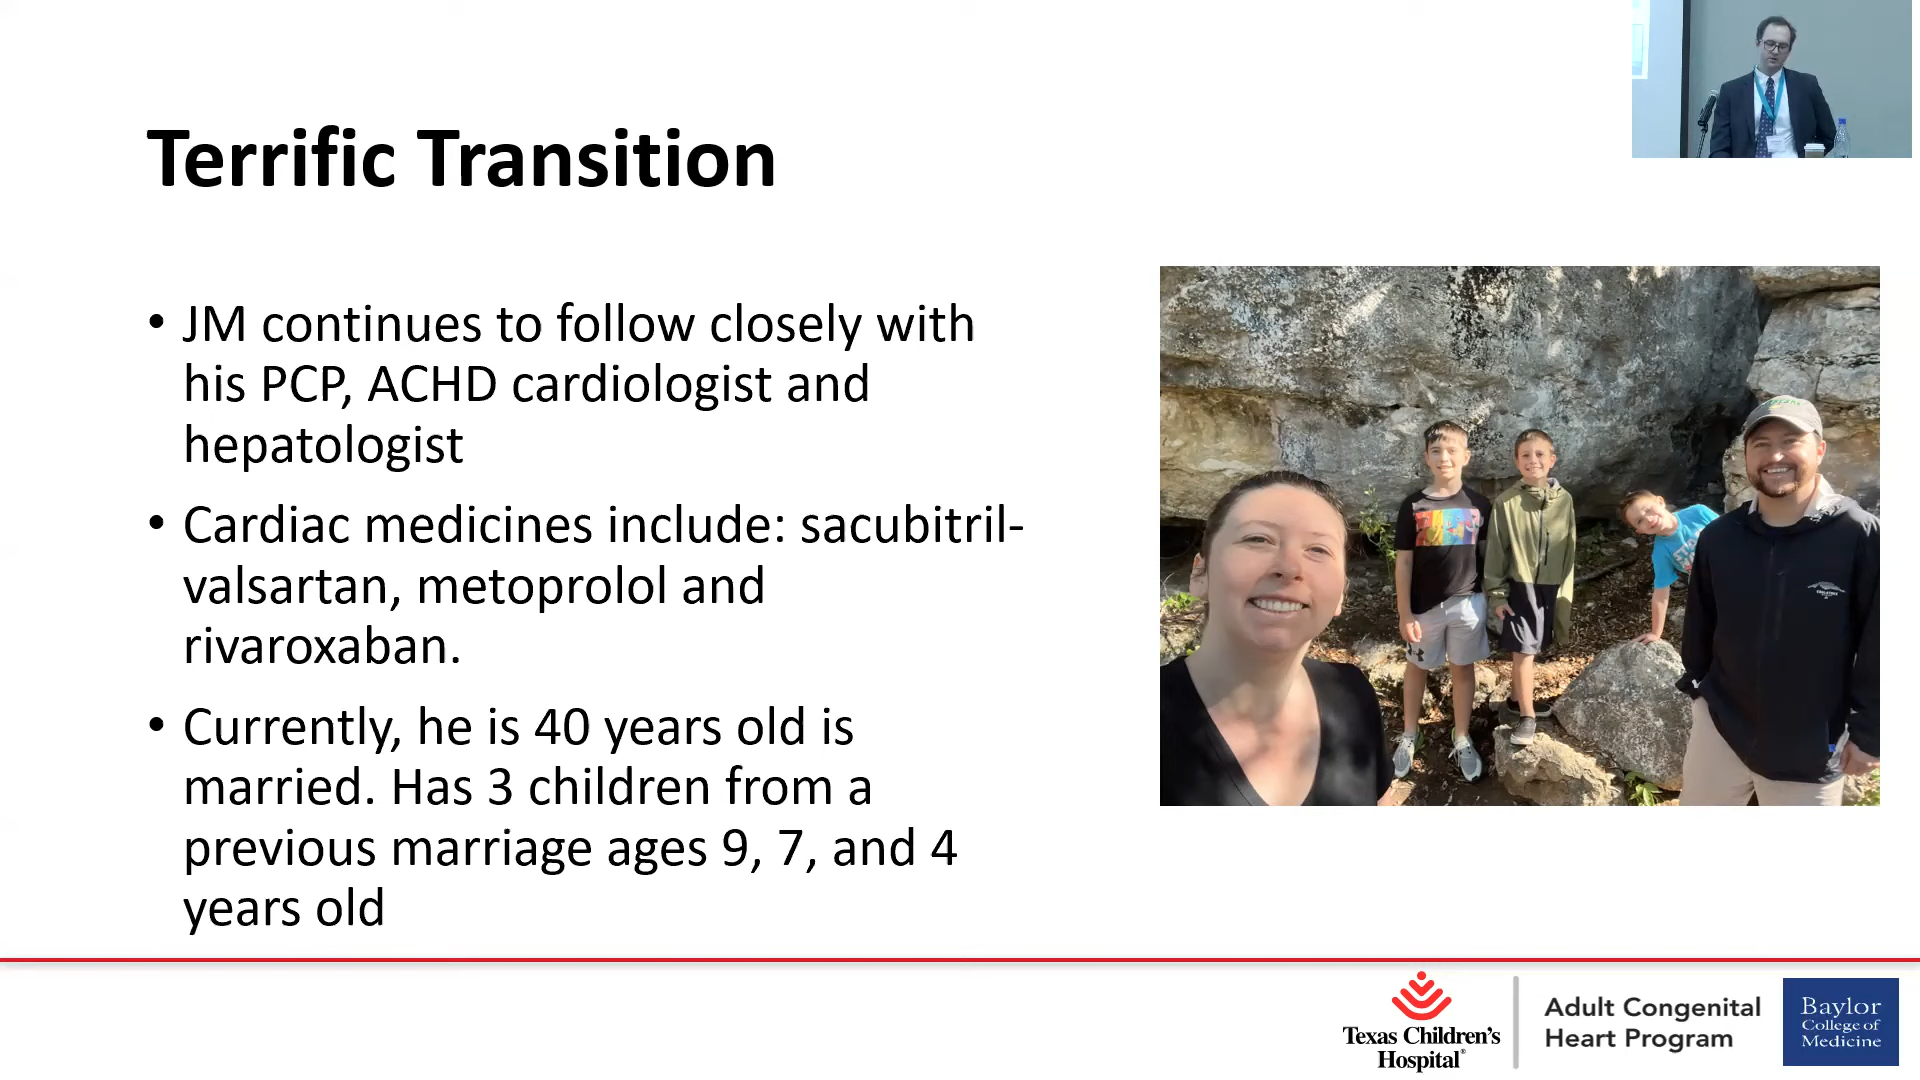 Terrific Transition
• JM continues to follow closely with
his PCP, ACHD cardiologist and
hepatologist
• Cardiac medicines include: sacubitril-
valsartan, metoprolol and
rivaroxaban.
• Currently, he is 40 years old is
married. Has 3 children from a
previous marriage ages 9, 7, and 4
years old
Texas Children's
Hospital®
Adult Congenital
Heart Program
Baylor
College of
Medicine